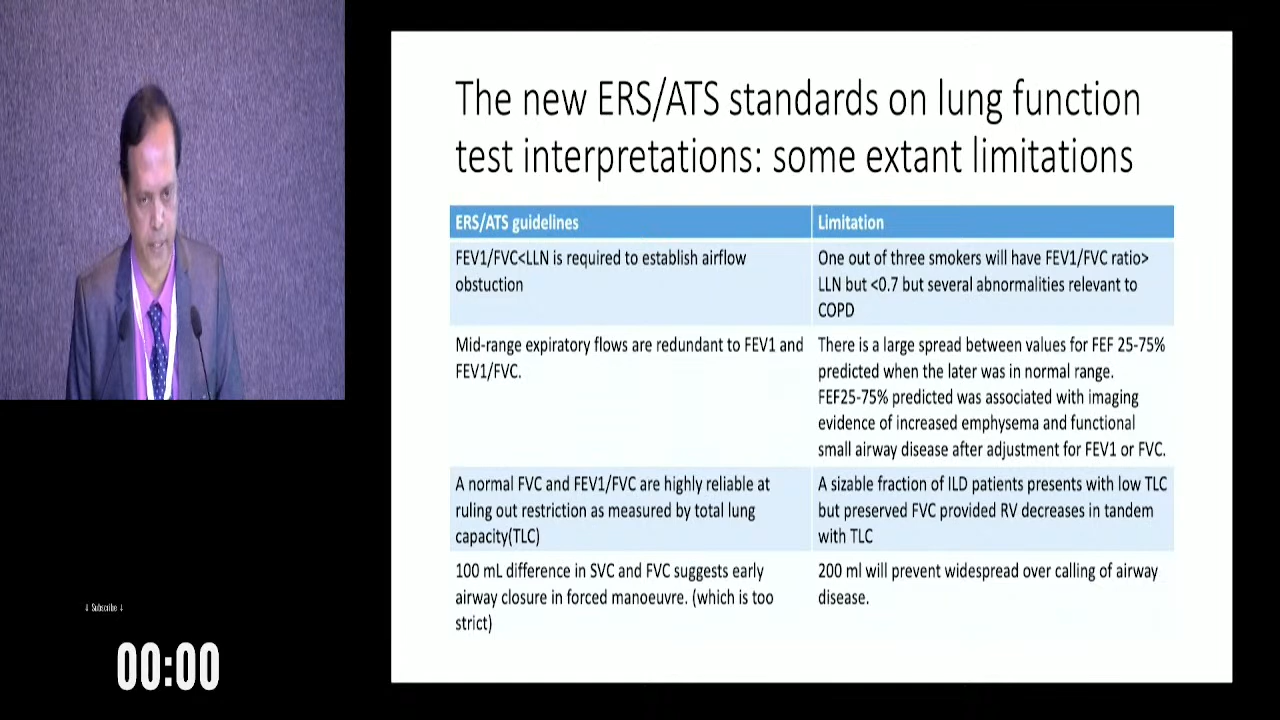 The new ERS/ATS standards on lung function
test interpretations: some extant limitations
ERS/ATS guidelines
Limitation
FEV1/FVC<LLN is required to establish airflow
obstuction
One out of three smokers will have FEV1/FVC ratio>
LLN but <0.7 but several abnormalities relevant to
COPD
Mid-range expiratory flows are redundant to FEV1 and
FEV1/FVC.
There is a large spread between values for FEF 25-75%
predicted when the later was in normal range.
FEF25-75% predicted was associated with imaging
evidence of increased emphysema and functional
small airway disease after adjustment for FEV1 or FVC.
A normal FVC and FEV1/FVC are highly reliable at
ruling out restriction as measured by total lung
capacity(TLC)
A sizable fraction of ILD patients presents with low TLC
but preserved FVC provided RV decreases in tandem
with TLC
100 mL difference in SVC and FVC suggests early
airway closure in forced manoeuvre. (which is too
strict)
200 ml will prevent widespread over calling of airway
disease.
↓ Subscribe ↓
00:00